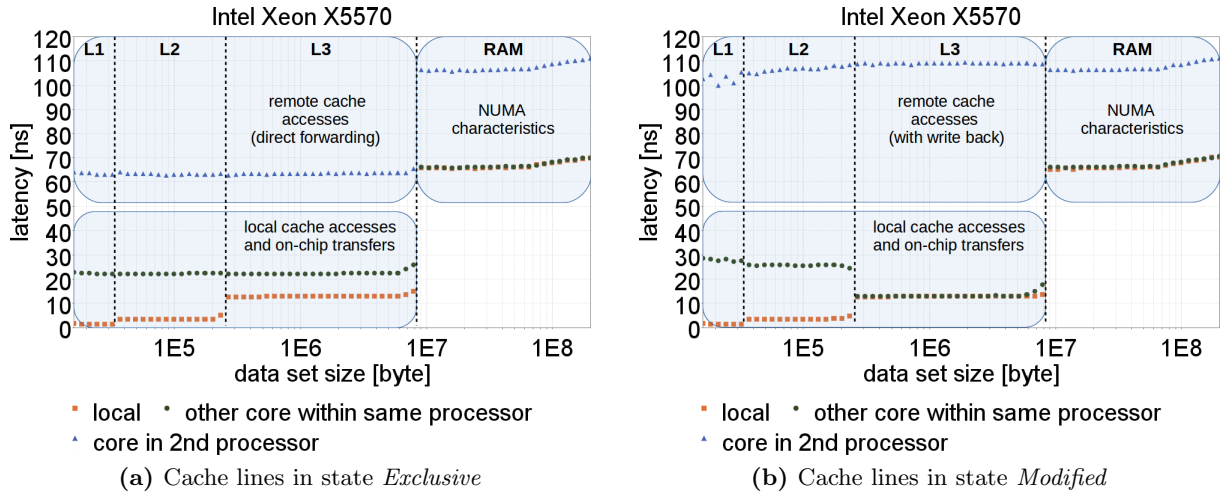 Intel Xeon X5570
120
110
100
90
80
70
60
50
40
30
20
10
0
latency [ns]
L1
L2
L3
RAM
remote cache
accesses
(direct forwarding)
NUMA
characteristics
local cache accesses
and on-chip transfers
1E5
1E6
1E7
1E8
data set size [byte]
local
other core within same processor
core in 2nd processor
(a) Cache lines in state Exclusive
Intel Xeon X5570
120
110
100
90
80
70
60
50
40
30
20
10
0
latency [ns]
L1
L2
L3
RAM
remote cache
accesses
(with write back)
NUMA
characteristics
local cache accesses
and on-chip transfers
1E5
1E6
1E7
1E8
data set size [byte]
local
other core within same processor
core in 2nd processor
(b) Cache lines in state Modified